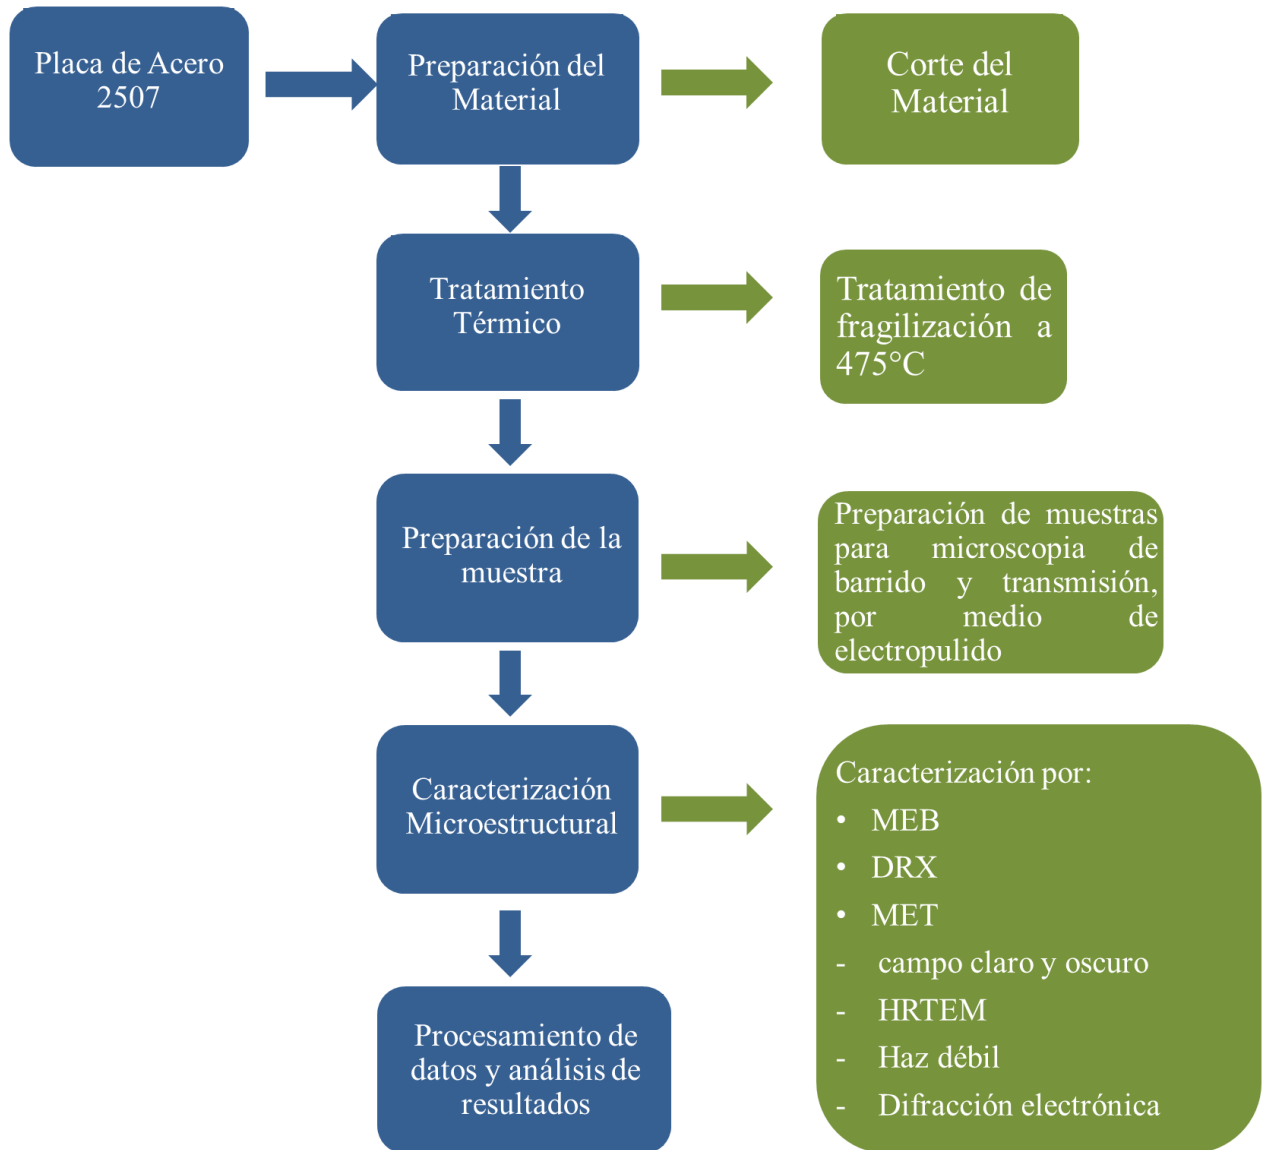 Placa de Acero
2507
Preparación del
Material
Corte del
Material
Tratamiento
Térmico
Tratamiento de
fragilización a
475°C
Preparación de la
muestra
Preparación de muestras
para microscopia de
barrido y transmisión,
por medio de
electropulido
Caracterización
Microestructural
Caracterización por:
• MEB
• DRX
• MET
- campo claro y oscuro
- HRTEM
- Haz débil
- Difracción electrónica
Procesamiento de
datos y análisis de
resultados